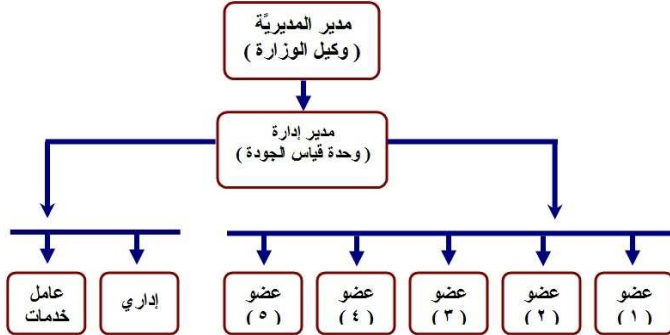 مدير المديريَّة
( وكيل الوزارة )
مدير إدارة
( وحدة قياس الجودة )
عضو
( ١ )
عضو
( ٢ )
عضو
( ٣ )
عضو
( ٤ )
عضو
( ٥ )
إداري
عامل
خدمات